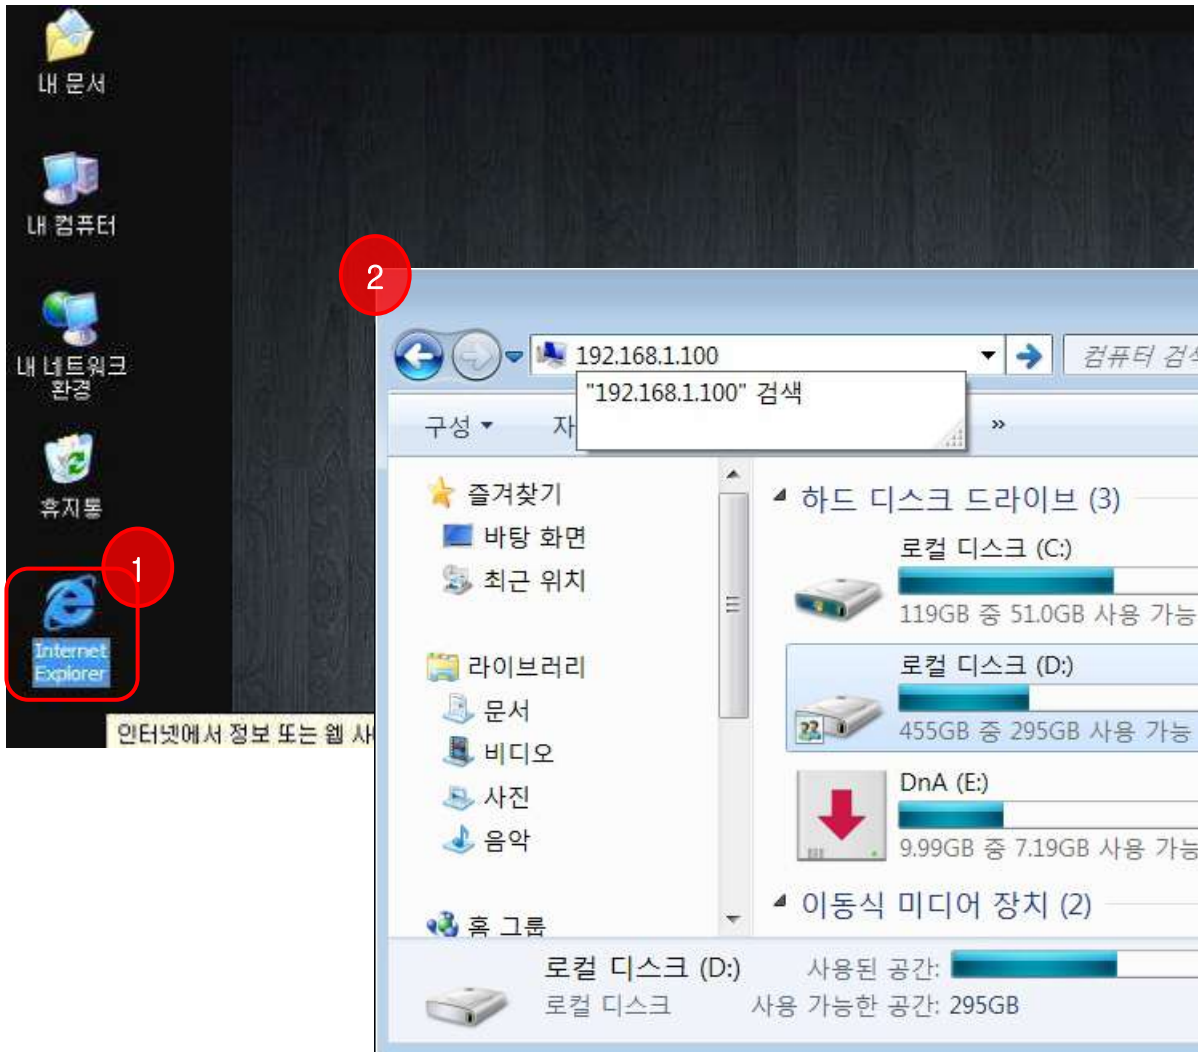 내 문서
내 컴퓨터
내 네트워크
환경
휴지통
1
Internet
Explorer
인터넷에서 정보 또는 웹
2
192.168.1.100
컴퓨터
"192.168.1.100" 검색
구성
»
즐겨찾기
바탕 화면
최근 위치
라이브러리
문서
비디오
사진
음악
홈 그룹
하드 디스크 드라이브 (3)
로컬 디스크 (C:)
119GB 중 51.0GB 사용 가능
로컬 디스크 (D:)
455GB 중 295GB 사용 가능
DnA (E:)
9.99GB 중 7.19GB 사용 가능
이동식 미디어 장치 (2)
로컬 디스크 (D:)
사용된 공간:
로컬 디스크
사용 가능한 공간: 295GB